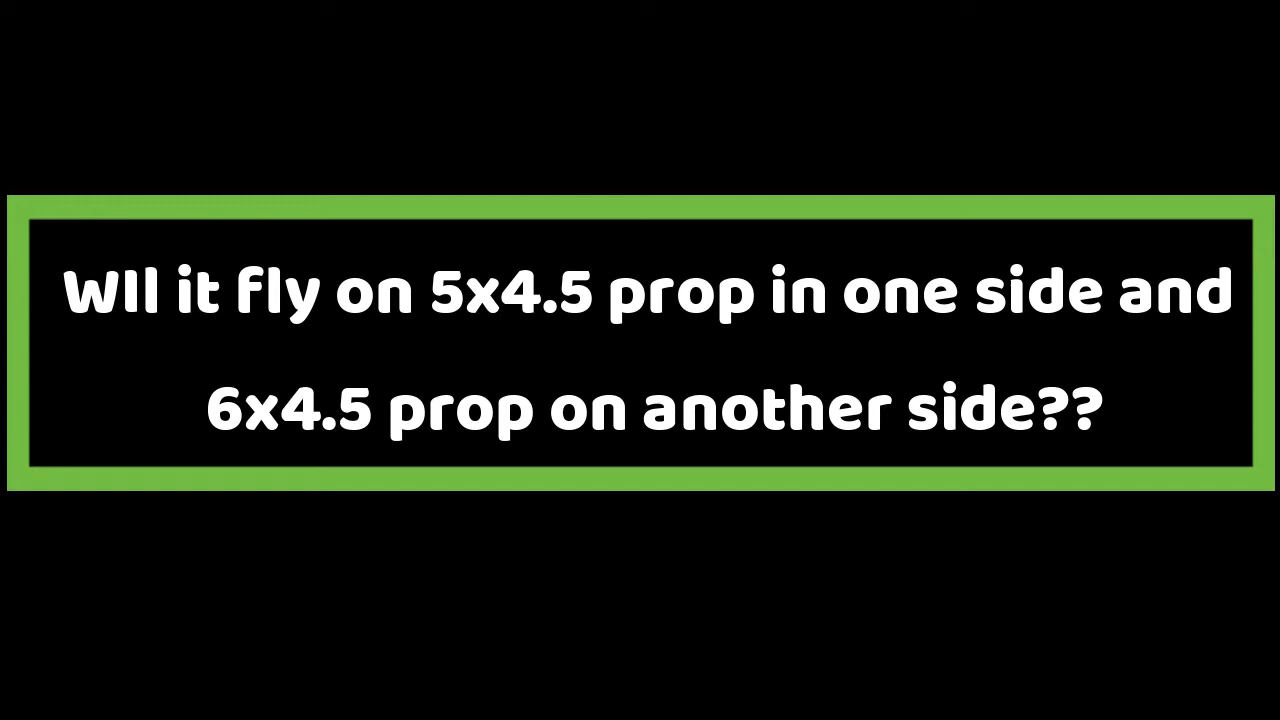 WIl it fly on 5x4.5 prop in one side and
6x4.5 prop on another side??